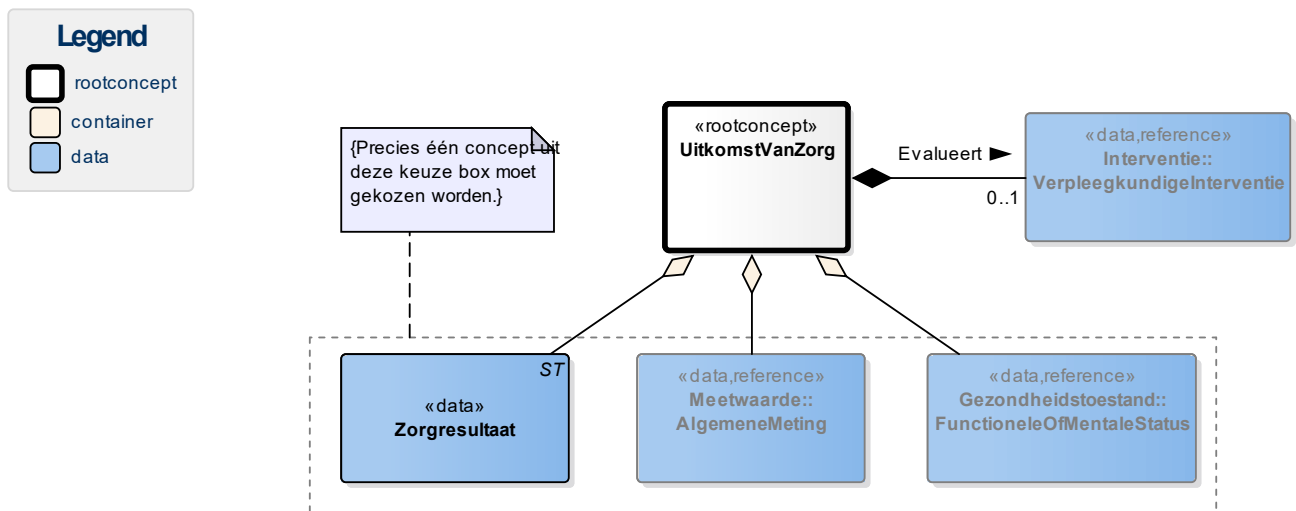 Legend
rootconcept
container
data
{Precies één concept uit
deze keuze box moet
gekozen worden.}
«rootconcept»
UitkomstVanZorg
Evalueert
0..1
«data,reference»
Interventie::
VerpleegkundigeInterventie
ST
«data»
Zorgresultaat
«data,reference»
Meetwaarde::
AlgemeneMeting
«data,reference»
Gezondheidstoestand::
FunctioneleOfMentaleStatus